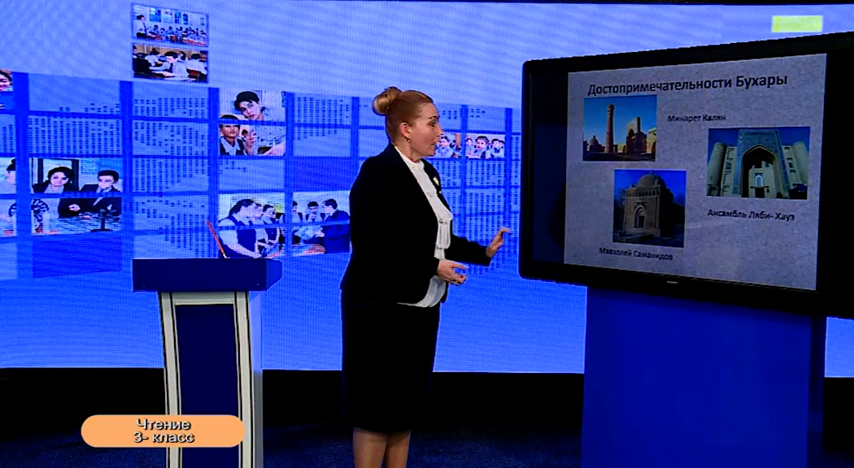 Достопримечательности Бухары
Минарет Калян
Ансамбль Ляби- Хауз
Мавзолей Саманидов
Чтение
3- класс